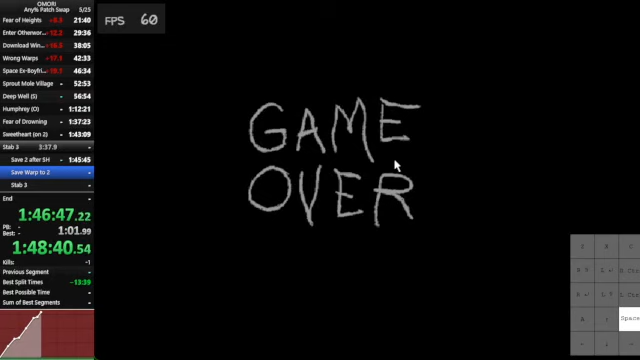 OMORI
Any% Patch Swap 5/25
Fear of Heights +8.9 21:40
Enter Otherwor... +12.2 29:36
Download Win... +16.5 38:05
Wrong Warps +17.1 42:33
Space Ex-Boyfri... +19.1 46:34
Sprout Mole Village - 52:53
Deep Well (S) - 56:54
Humphrey (O) - 1:12:21
Fear of Drowning - 1:37:23
Sweetheart (on 2) - 1:43:09
Stab 3 3:37.9
Save 2 after SH - 1:45:45
Save Warp to 2 -
Stab 3 -
End -
1:46:47.22
PB: -
Best: - 1:01.99
1:48:40.54
Kills: -1
Previous Segment -
Best Split Times -13:39
Best Possible Time -
Sum of Best Segments -
FPS 60
GAME
OVER
Space